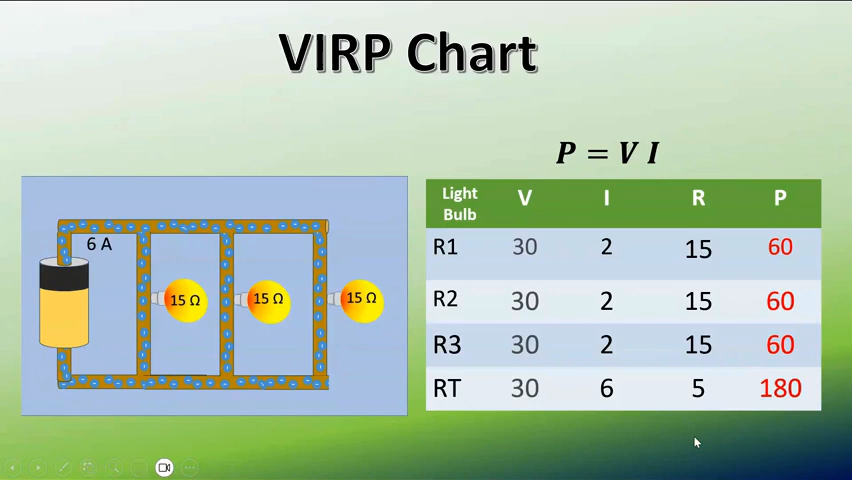 VIRP Chart
P = V I
6 A
15 Ω 15 Ω 15 Ω
Light Bulb V I R P
R1 30 2 15 60
R2 30 2 15 60
R3 30 2 15 60
RT 30 6 5 180